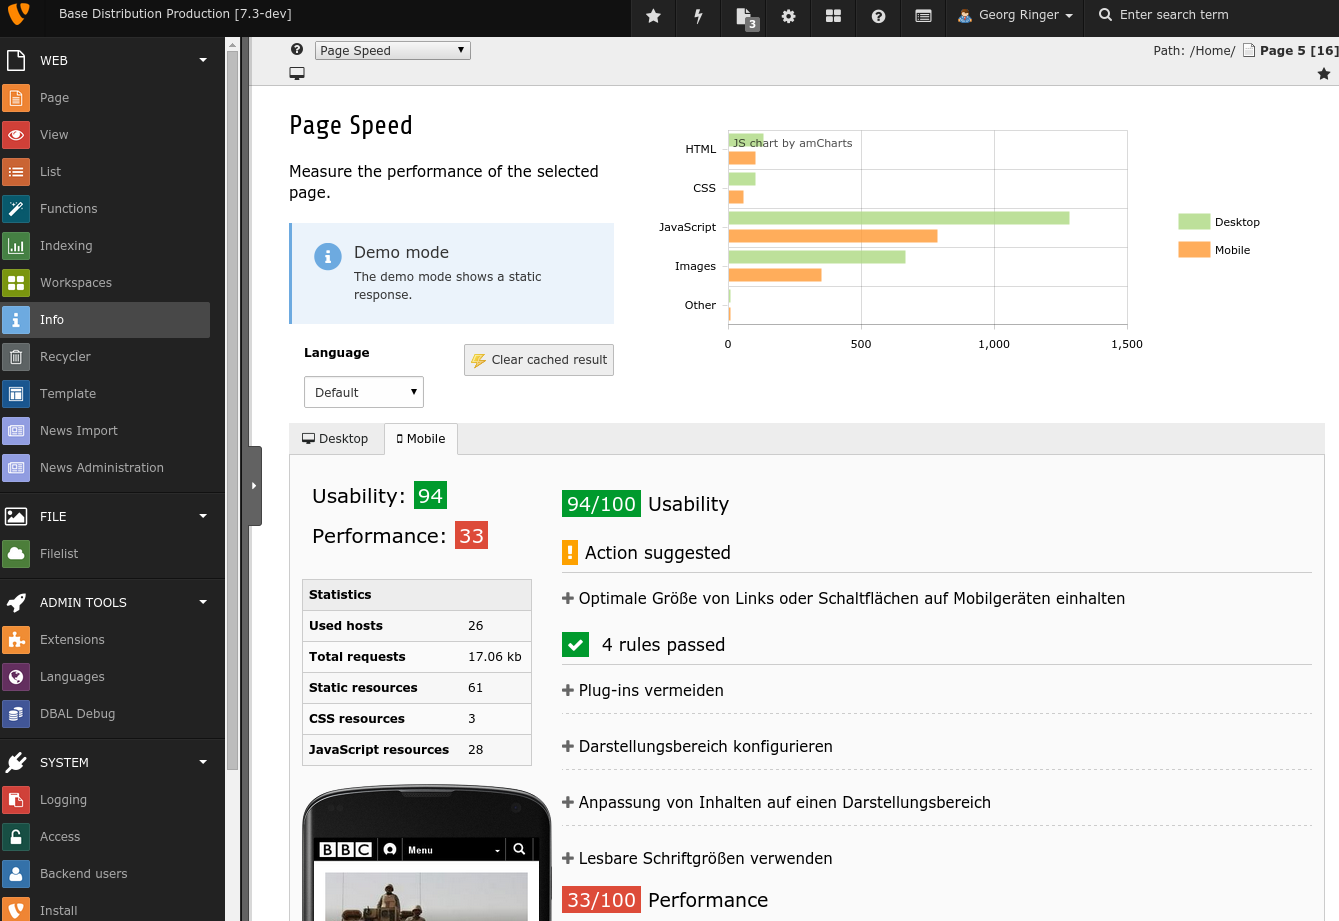 Base Distribution Production [7.3-dev]
3
Georg Ringer
Enter search term
WEB
Page
View
List
Functions
Indexing
Workspaces
Info
Recycler
Template
News Import
News Administration
FILE
Filelist
ADMIN TOOLS
Extensions
Languages
DBAL Debug
SYSTEM
Logging
Access
Backend users
Install
Page Speed
Path: /Home/ Page 5 [16]
Page Speed
Measure the performance of the selected
page.
Demo mode
The demo mode shows a static
response.
Language
Clear cached result
Default
JS chart by amCharts
HTML
CSS
JavaScript
Images
Other
0
500
1,000
1,500
Desktop
Mobile
Desktop
Mobile
Usability: 94
Performance: 33
Statistics
Used hosts 26
Total requests 17.06 kb
Static resources 61
CSS resources 3
JavaScript resources 28
BBC Menu
94/100 Usability
Action suggested
Optimale Größe von Links oder Schaltflächen auf Mobilgeräten einhalten
4 rules passed
Plug-ins vermeiden
Darstellungsbereich konfigurieren
Anpassung von Inhalten auf einen Darstellungsbereich
Lesbare Schriftgrößen verwenden
33/100 Performance